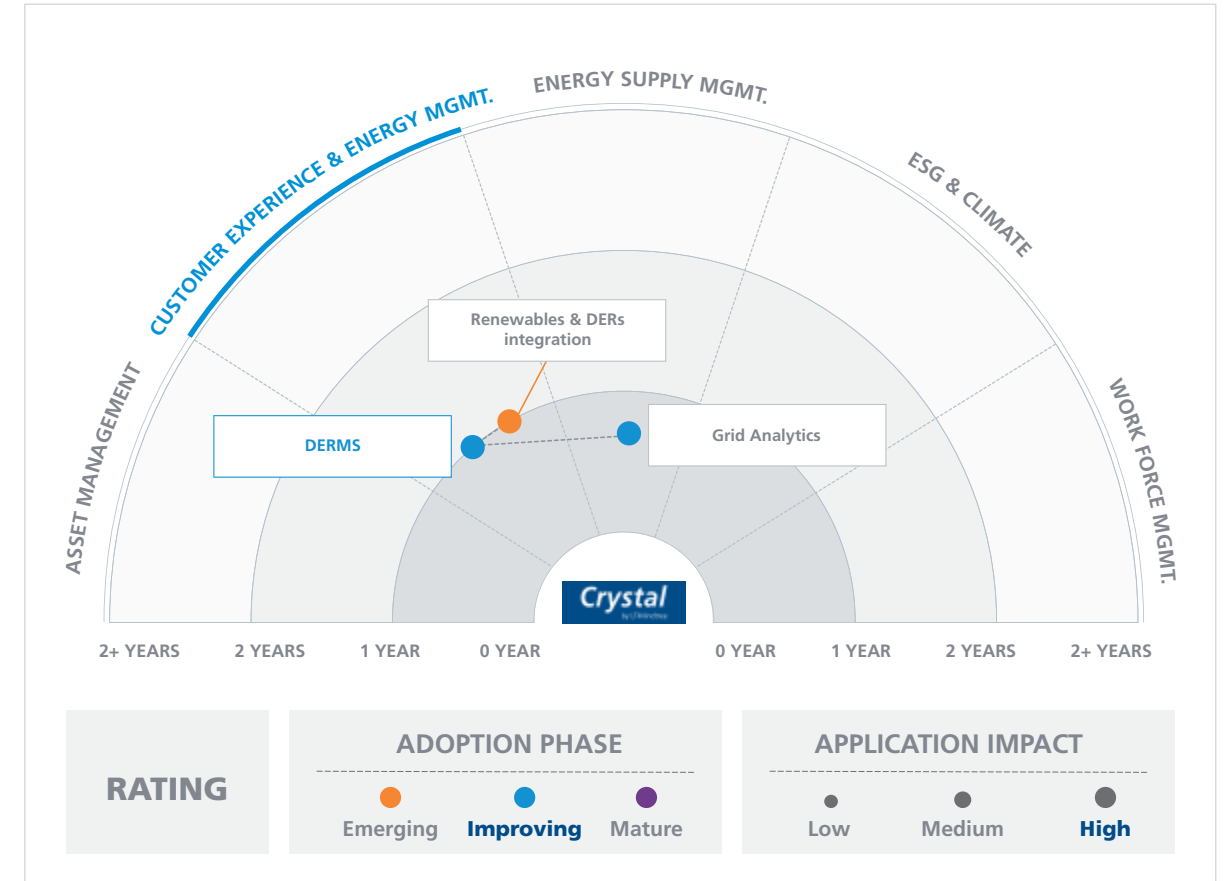 ENERGY SUPPLY MGMT.
CUSTOMER EXPERIENCE & ENERGY MGMT.
ESG & CLIMATE
ASSET MANAGEMENT
WORK FORCE MGMT.
Renewables & DERs
integration
DERMS
Grid Analytics
Crystal
2+ YEARS 2 YEARS 1 YEAR 0 YEAR 0 YEAR 1 YEAR 2 YEARS 2+ YEARS
RATING
ADOPTION PHASE
Emerging Improving Mature
APPLICATION IMPACT
Low Medium High